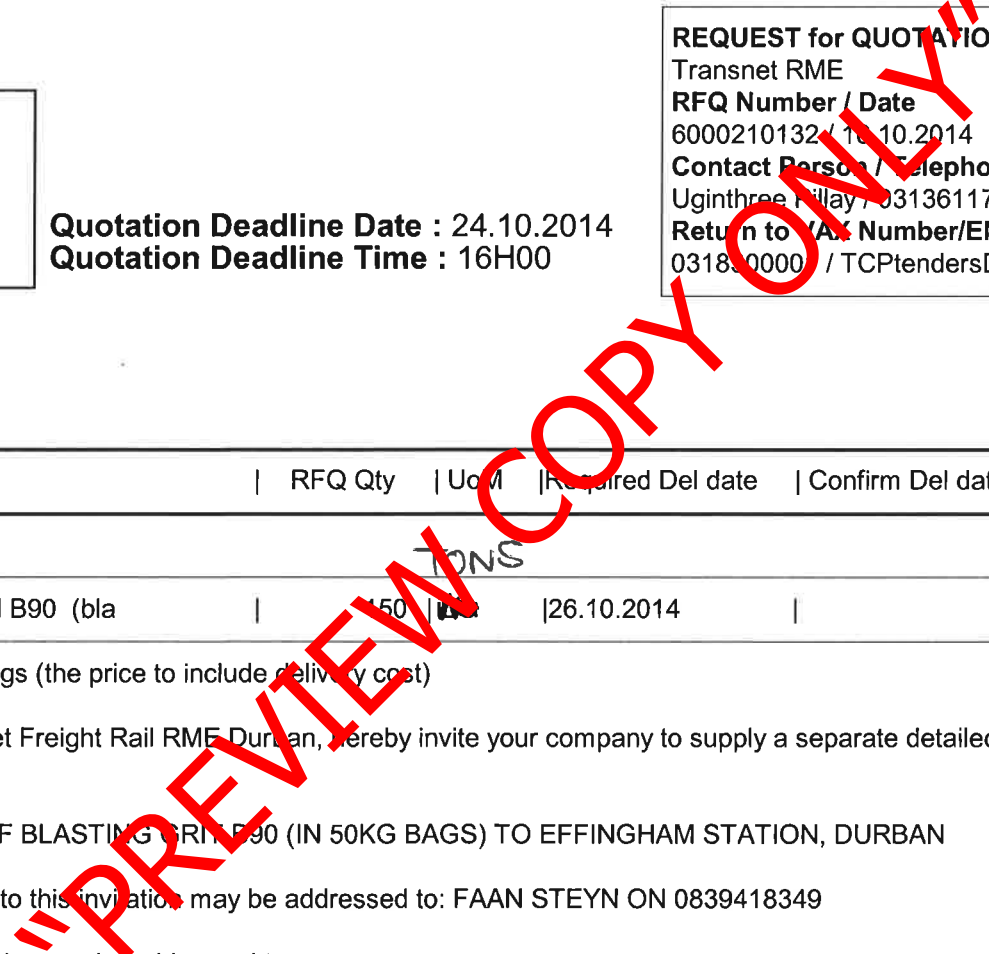 REQUEST for QUOTATIO
Transnet RME
RFQ Number / Date
6000210132 / .10.2014
Contact Person / Telepho
Uginthree Pillay / 03136117
Return to FAX Number/E
/ TCPtenders
Quotation Deadline Date : 24.10.2014
Quotation Deadline Time : 16H00
| RFQ Qty | UoM |Required Del date | Confirm Del dat
TONS
B90 (bla | 150 | |26.10.2014 |
gs (the price to include delivery cost)
et Freight Rail RME Durban, hereby invite your company to supply a separate detailed
F BLASTING GRIT B90 (IN 50KG BAGS) TO EFFINGHAM STATION, DURBAN
to this invitation may be addressed to: FAAN STEYN ON 0839418349
"PREVIEW COPY ONLY"